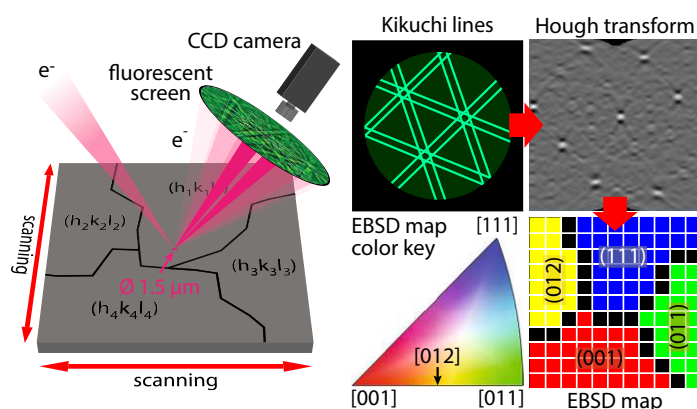 CCD camera
fluorescent
screen
e-
e-
(h1k1l1)
(h2k2l2)
(h3k3l3)
(h4k4l4)
Ø 1.5 µm
scanning
scanning
Kikuchi lines
Hough transform
EBSD map
color key
[111]
[012]
[001]
[011]
(012)
(111)
(011)
(001)
EBSD map